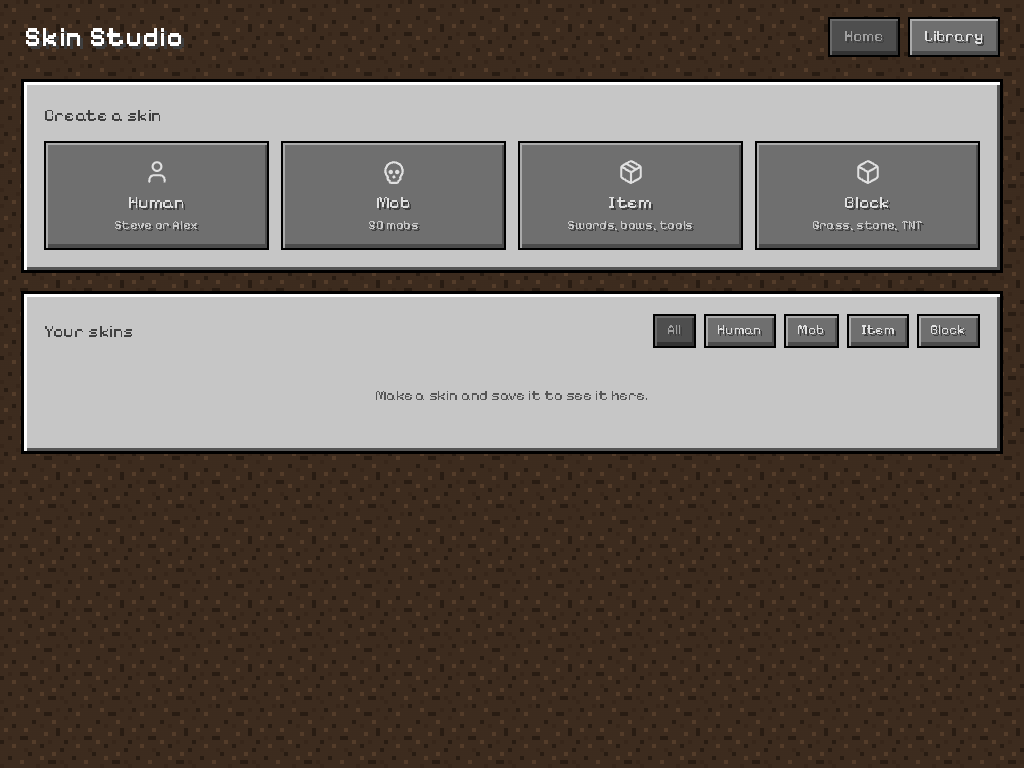 Skin Studio
Home
Library
Create a skin
Human
Steve or Alex
Mob
90 mobs
Item
Swords, bows, tools
Block
Grass, stone, TNT
Your skins
All
Human
Mob
Item
Block
Make a skin and save it to see it here.